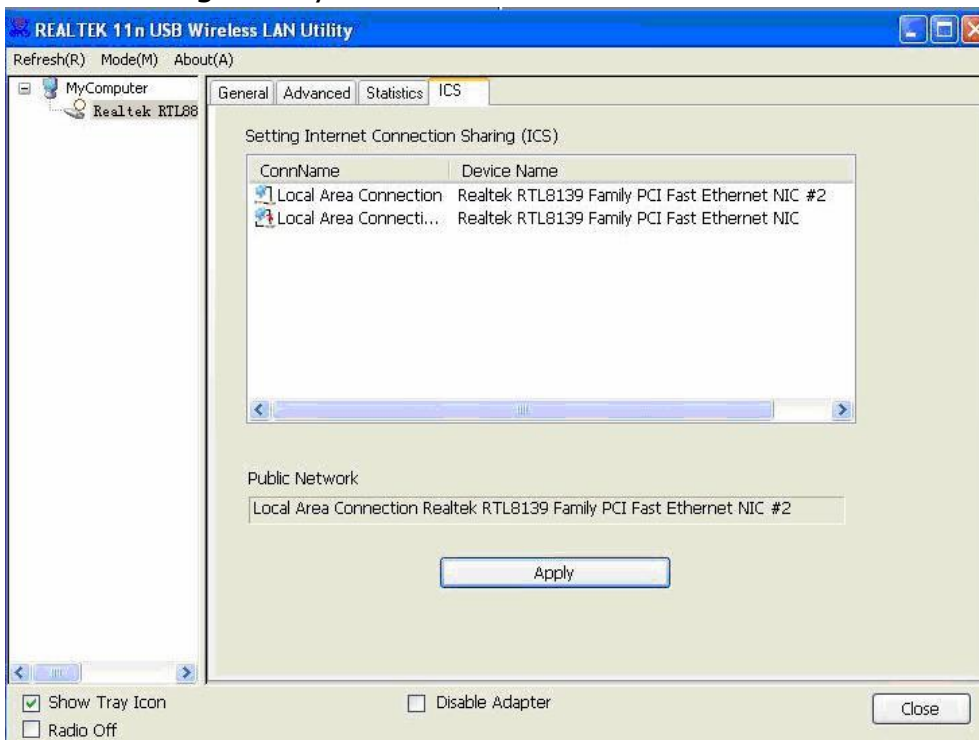 REALTEK 11n USB Wireless LAN Utility
Refresh(R) Mode(M) About(A)
MyComputer
Realtek RTL88
General Advanced Statistics ICS
Setting Internet Connection Sharing (ICS)
ConnName Device Name
Local Area Connection Realtek RTL8139 Family PCI Fast Ethernet NIC #2
Local Area Connecti... Realtek RTL8139 Family PCI Fast Ethernet NIC
Public Network
Local Area Connection Realtek RTL8139 Family PCI Fast Ethernet NIC #2
Apply
Show Tray Icon Disable Adapter
Radio Off
Close